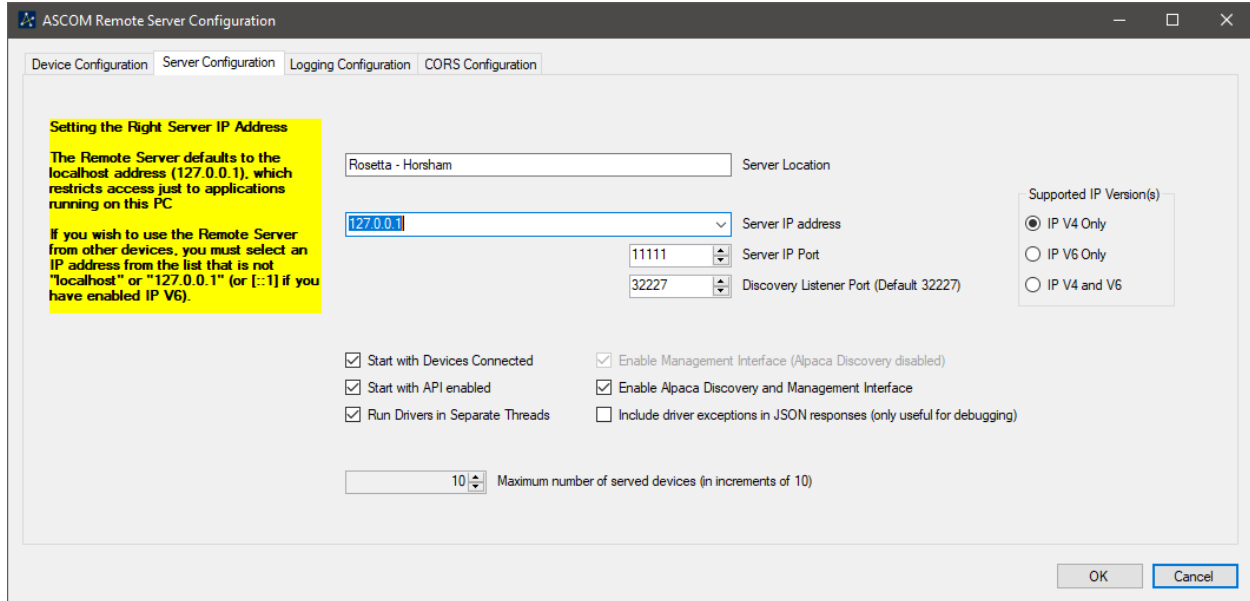 ASCOM Remote Server Configuration
Device Configuration
Server Configuration
Logging Configuration
CORS Configuration
Setting the Right Server IP Address
The Remote Server defaults to the
localhost address (127.0.0.1), which
restricts access just to applications
running on this PC
If you wish to use the Remote Server
from other devices, you must select an
IP address from the list that is not
"localhost" or "127.0.0.1" (or [::1] if you
have enabled IP V6).
Rosetta - Horsham
Server Location
127.0.0.1
Server IP address
11111
Server IP Port
32227
Discovery Listener Port (Default 32227)
Supported IP Version(s)
IP V4 Only
IP V6 Only
IP V4 and V6
Start with Devices Connected
Enable Management Interface (Alpaca Discovery disabled)
Start with API enabled
Enable Alpaca Discovery and Management Interface
Run Drivers in Separate Threads
Include driver exceptions in JSON responses (only useful for debugging)
10
Maximum number of served devices (in increments of 10)
OK
Cancel